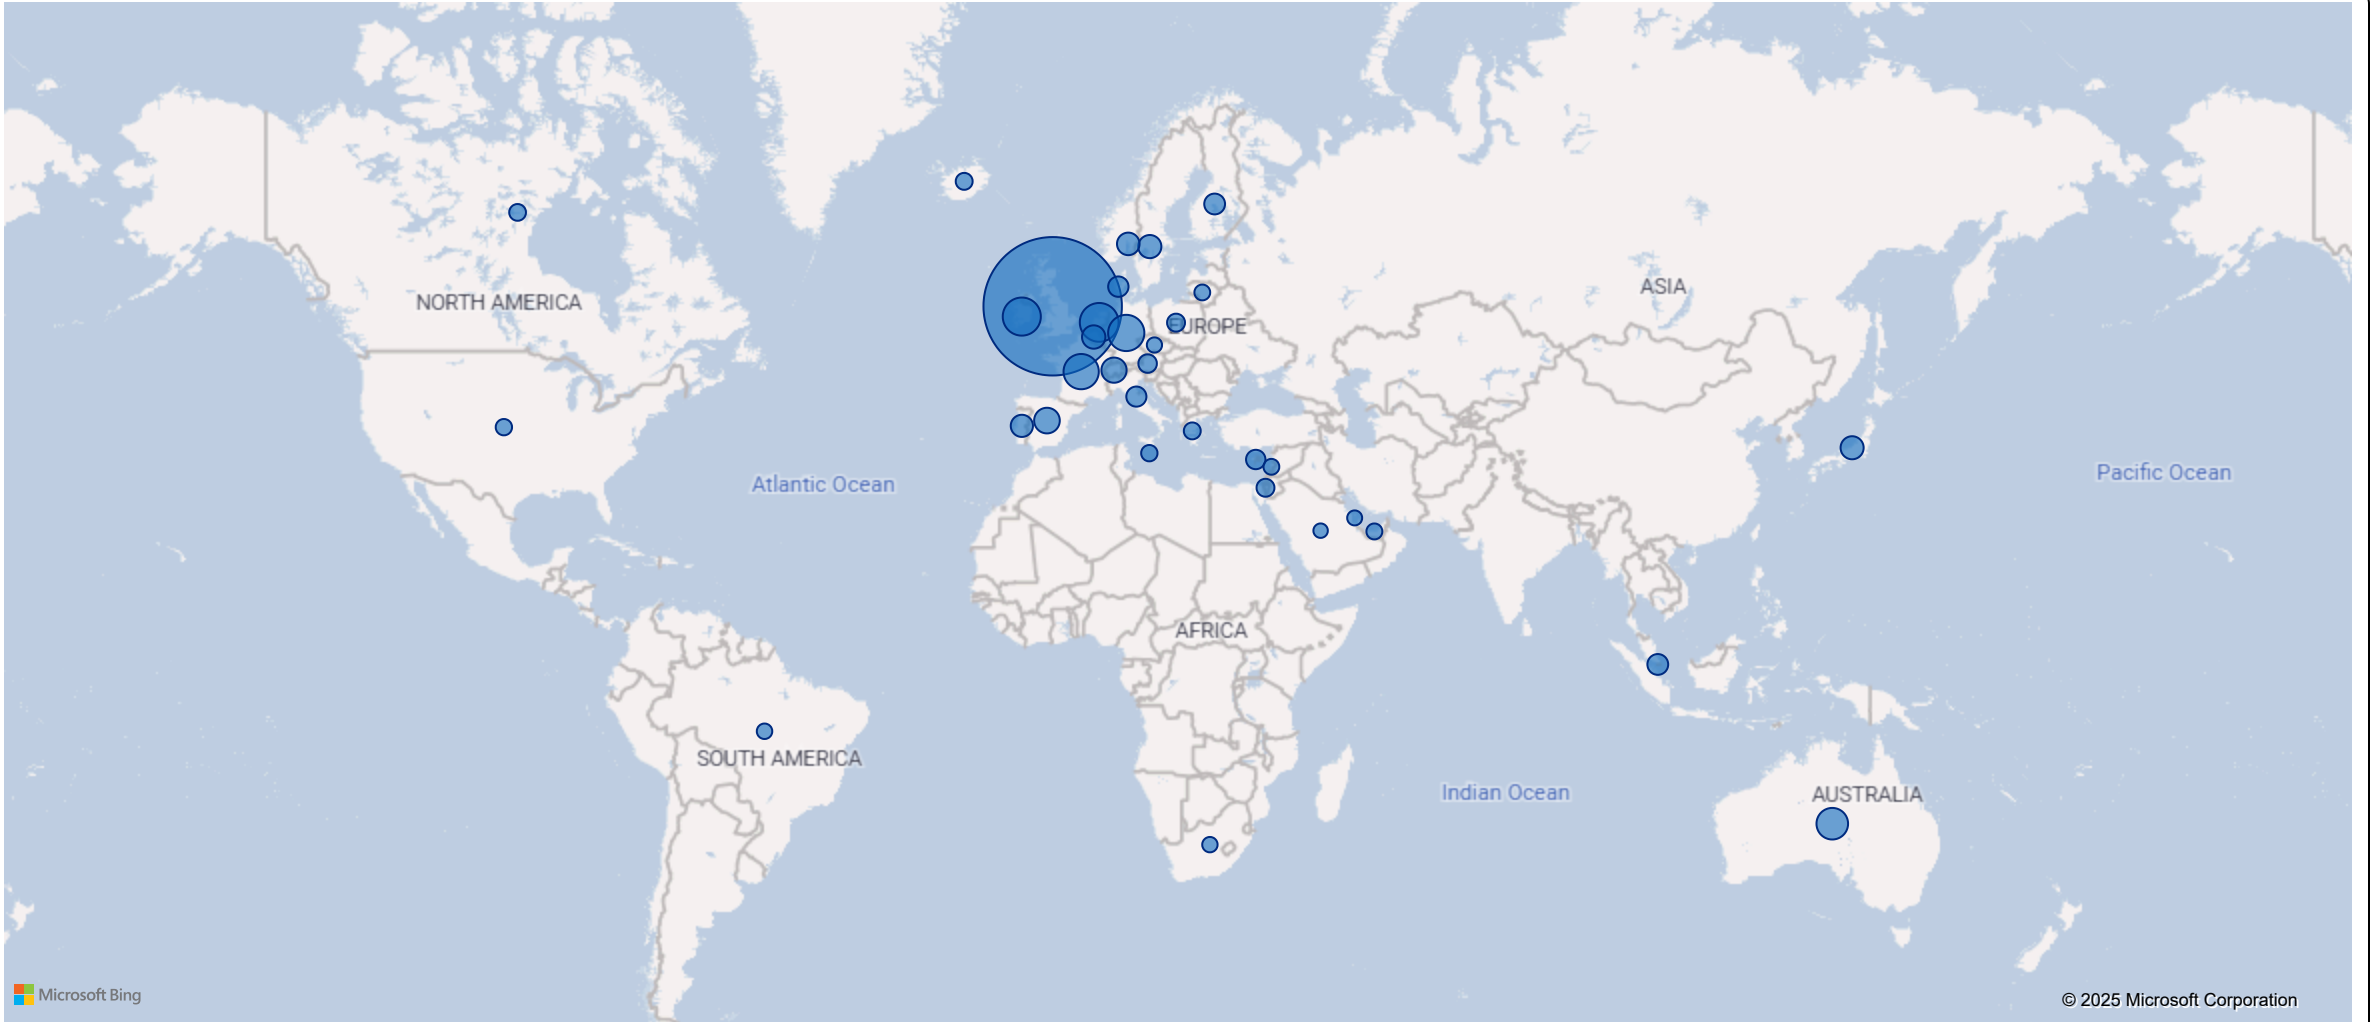 ASIA
NORTH AMERICA
EUROPE
Pacific Ocean
Atlantic Ocean
AFRICA
SOUTH AMERICA
Indian Ocean
AUSTRALIA
Microsoft Bing
© 2025 Microsoft Corporation